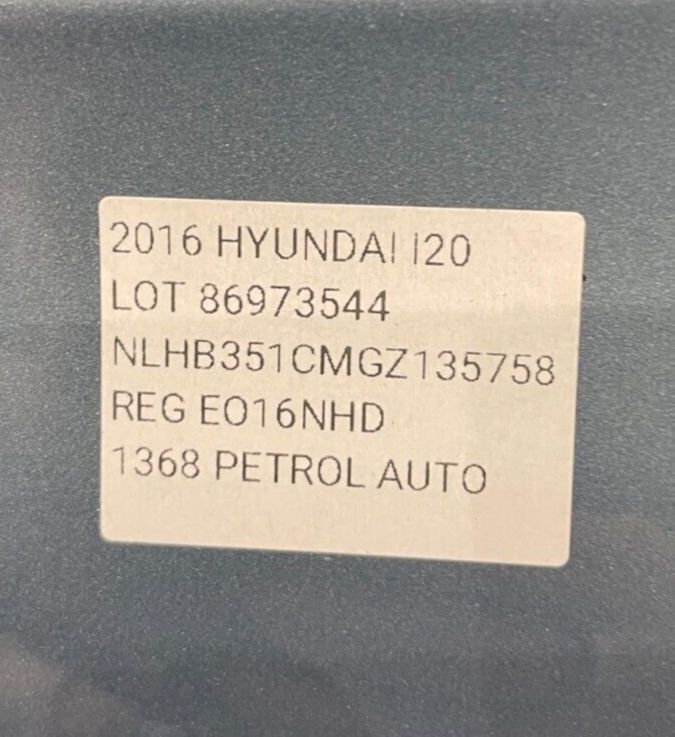 2016 HYUNDAI I20
LOT 86973544
NLHB351CMGZ135758
REG EO16NHD
1368 PETROL AUTO